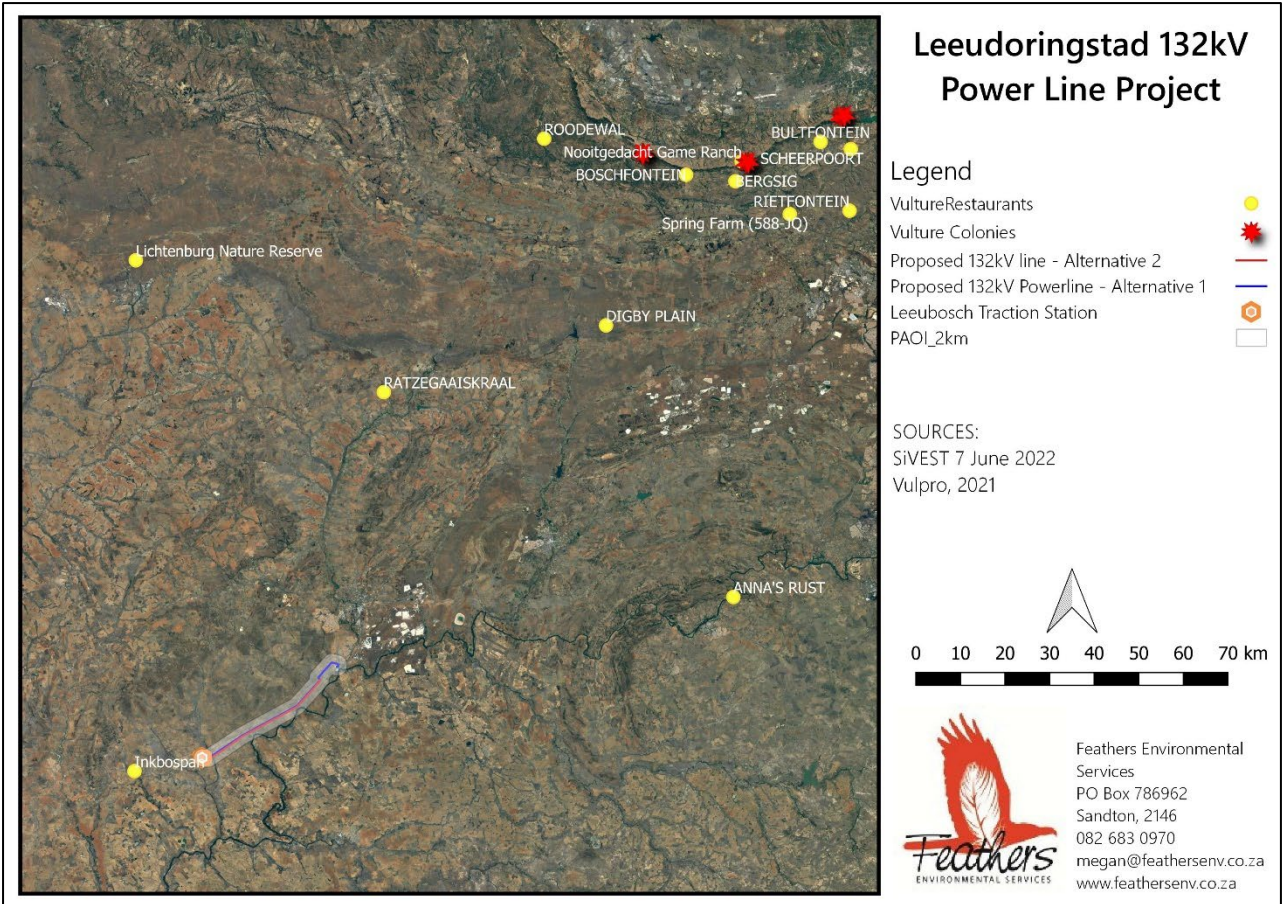 Leeudoringstad 132kV
Power Line Project
Legend
VultureRestaurants
Vulture Colonies
Proposed 132kV line - Alternative 2
Proposed 132kV Powerline - Alternative 1
Leeubosch Traction Station
PAOI_2km
SOURCES:
SiVEST 7 June 2022
Vulpro, 2021
0 10 20 30 40 50 60 70 km
Feathers
ENVIRONMENTAL SERVICES
Feathers Environmental
Services
PO Box 786962
Sandton, 2146
082 683 0970
megan@feathersenv.co.za
www.feathersenv.co.za
ROODEWAL
BULTFONTEIN
Nooitgedacht Game Ranch
SCHEERPOORT
BOSCHFONTEIN
BERGSIG
RIETFONTEIN
Spring Farm (588-JQ)
Lichtenburg Nature Reserve
DIGBY PLAIN
RATZEGAAISKRAAL
ANNA'S RUST
Inkbospan